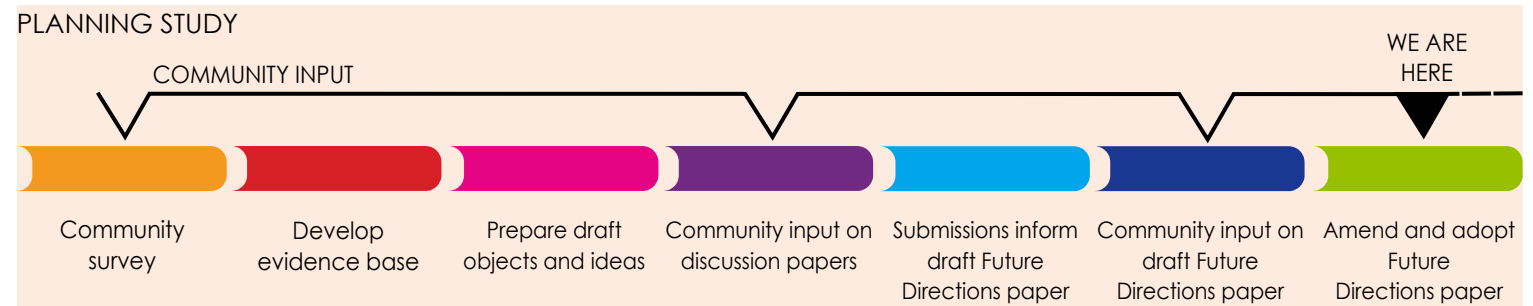 PLANNING STUDY
COMMUNITY INPUT
WE ARE
HERE
Community
survey
Develop
evidence base
Prepare draft
objects and ideas
Community input on
discussion papers
Submissions inform
draft Future
Directions paper
Community input on
draft Future
Directions paper
Amend and adopt
Future
Directions paper